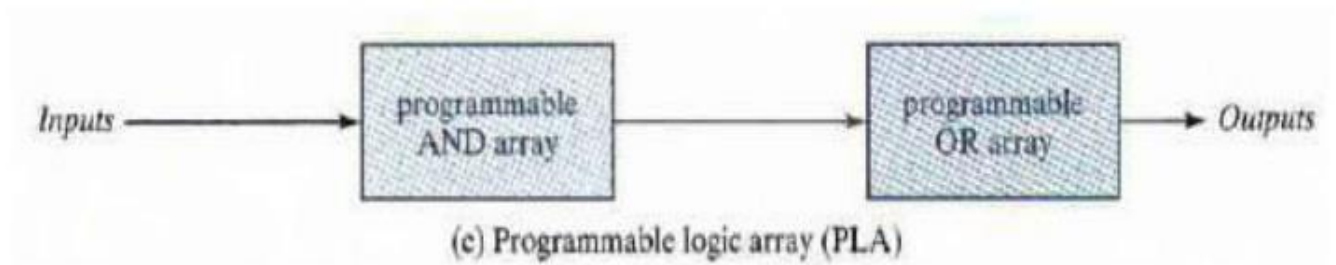 Inputs
programmable
AND array
programmable
OR array
Outputs
(c) Programmable logic array (PLA)